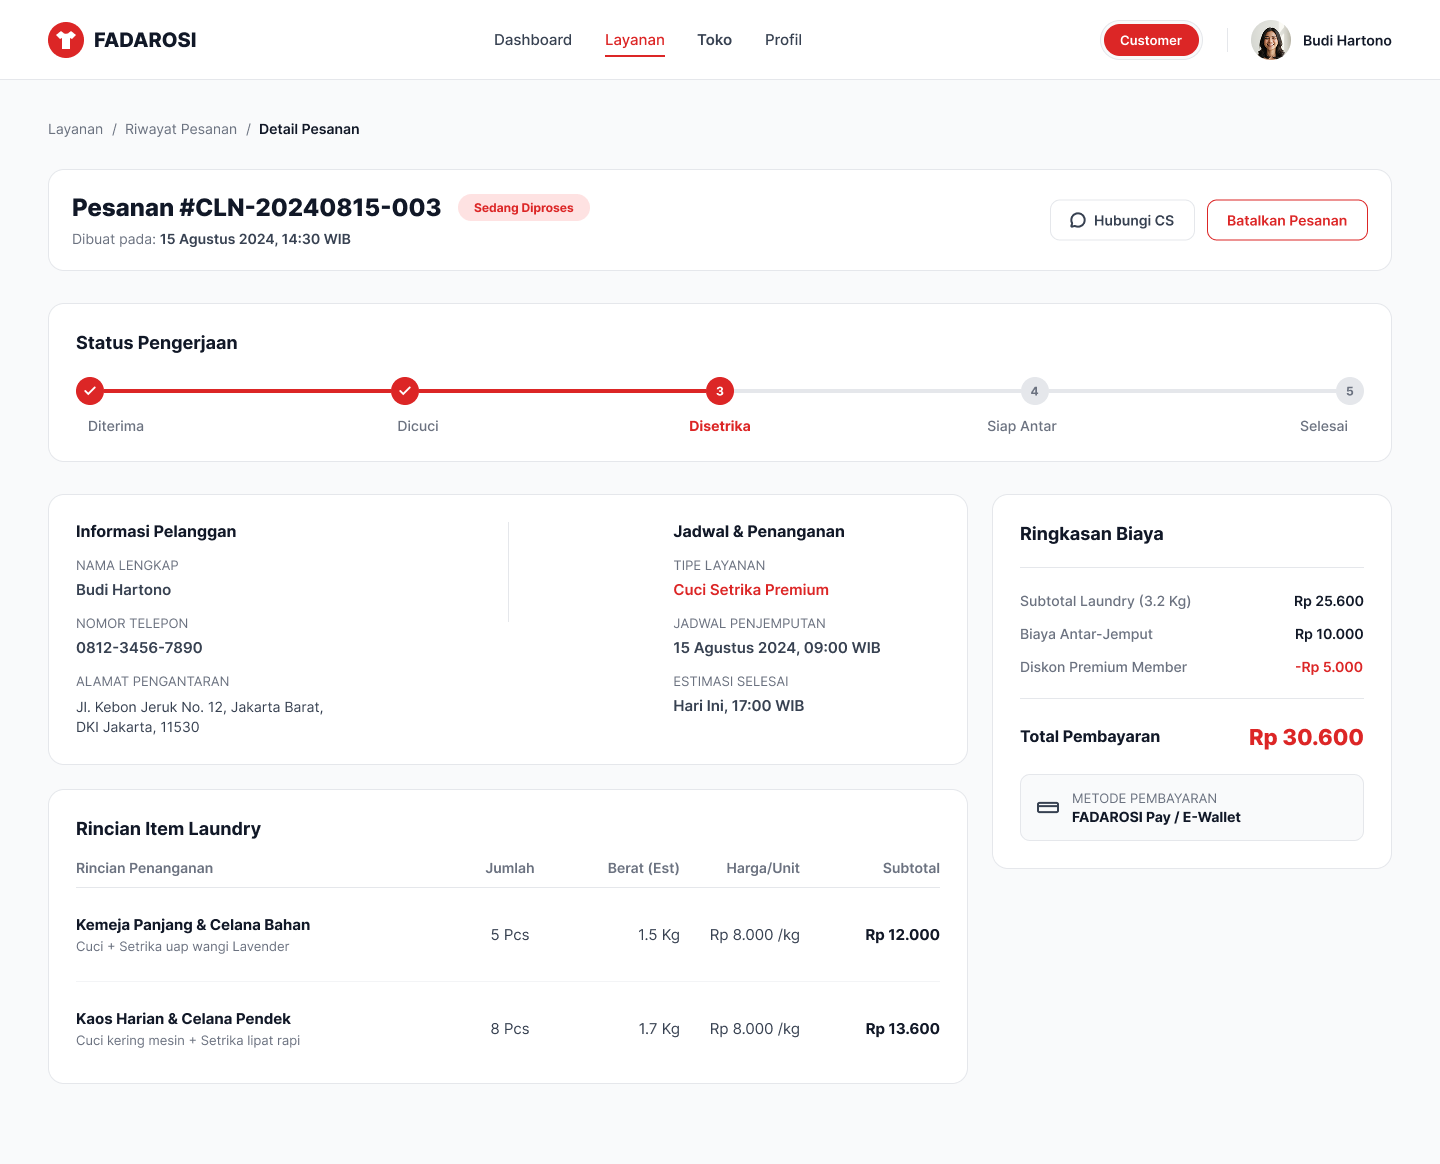 FADAROSI
Dashboard
Layanan
Toko
Profil
Customer
Budi Hartono
Layanan / Riwayat Pesanan / Detail Pesanan
Pesanan #CLN-20240815-003
Sedang Diproses
Dibuat pada: 15 Agustus 2024, 14:30 WIB
Hubungi CS
Batalkan Pesanan
Status Pengerjaan
3
4
5
Diterima
Dicuci
Disetrika
Siap Antar
Selesai
Informasi Pelanggan
NAMA LENGKAP
Budi Hartono
NOMOR TELEPON
0812-3456-7890
ALAMAT PENGANTARAN
Jl. Kebon Jeruk No. 12, Jakarta Barat,
DKI Jakarta, 11530
Jadwal & Penanganan
TIPE LAYANAN
Cuci Setrika Premium
JADWAL PENJEMPUTAN
15 Agustus 2024, 09:00 WIB
ESTIMASI SELESAI
Hari Ini, 17:00 WIB
Ringkasan Biaya
Subtotal Laundry (3.2 Kg) Rp 25.600
Biaya Antar-Jemput Rp 10.000
Diskon Premium Member -Rp 5.000
Total Pembayaran Rp 30.600
METODE PEMBAYARAN
FADAROSI Pay / E-Wallet
Rincian Item Laundry
Rincian Penanganan Jumlah Berat (Est) Harga/Unit Subtotal
Kemeja Panjang & Celana Bahan
Cuci + Setrika uap wangi Lavender
5 Pcs 1.5 Kg Rp 8.000 /kg Rp 12.000
Kaos Harian & Celana Pendek
Cuci kering mesin + Setrika lipat rapi
8 Pcs 1.7 Kg Rp 8.000 /kg Rp 13.600